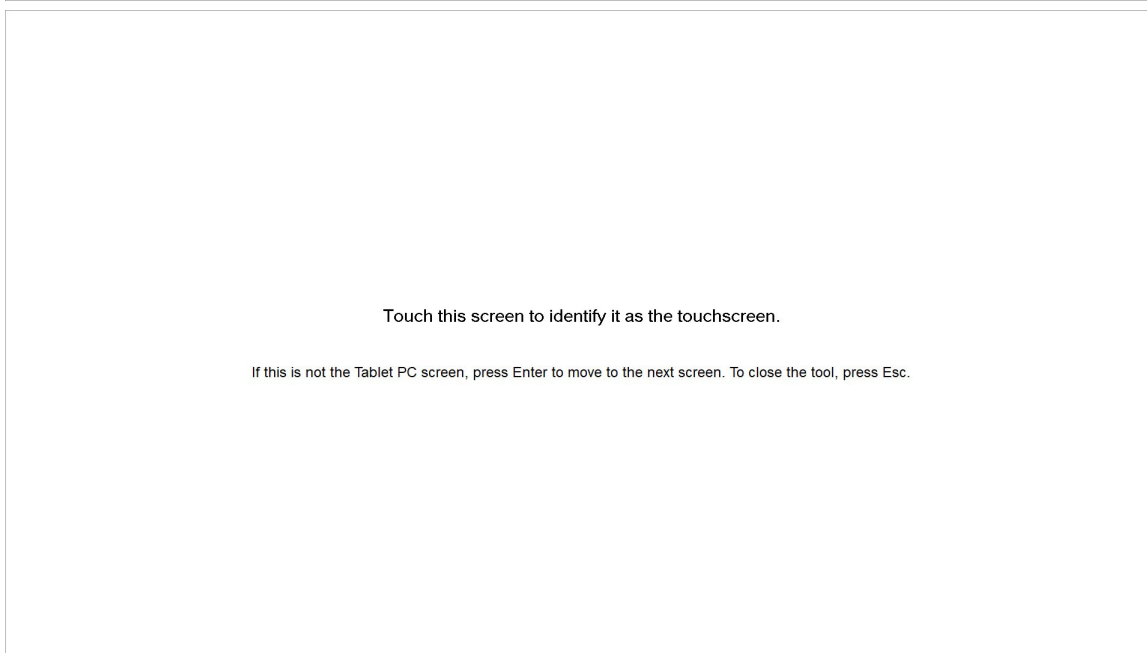 Touch this screen to identify it as the touchscreen.
If this is not the Tablet PC screen, press Enter to move to the next screen. To close the tool, press Esc.